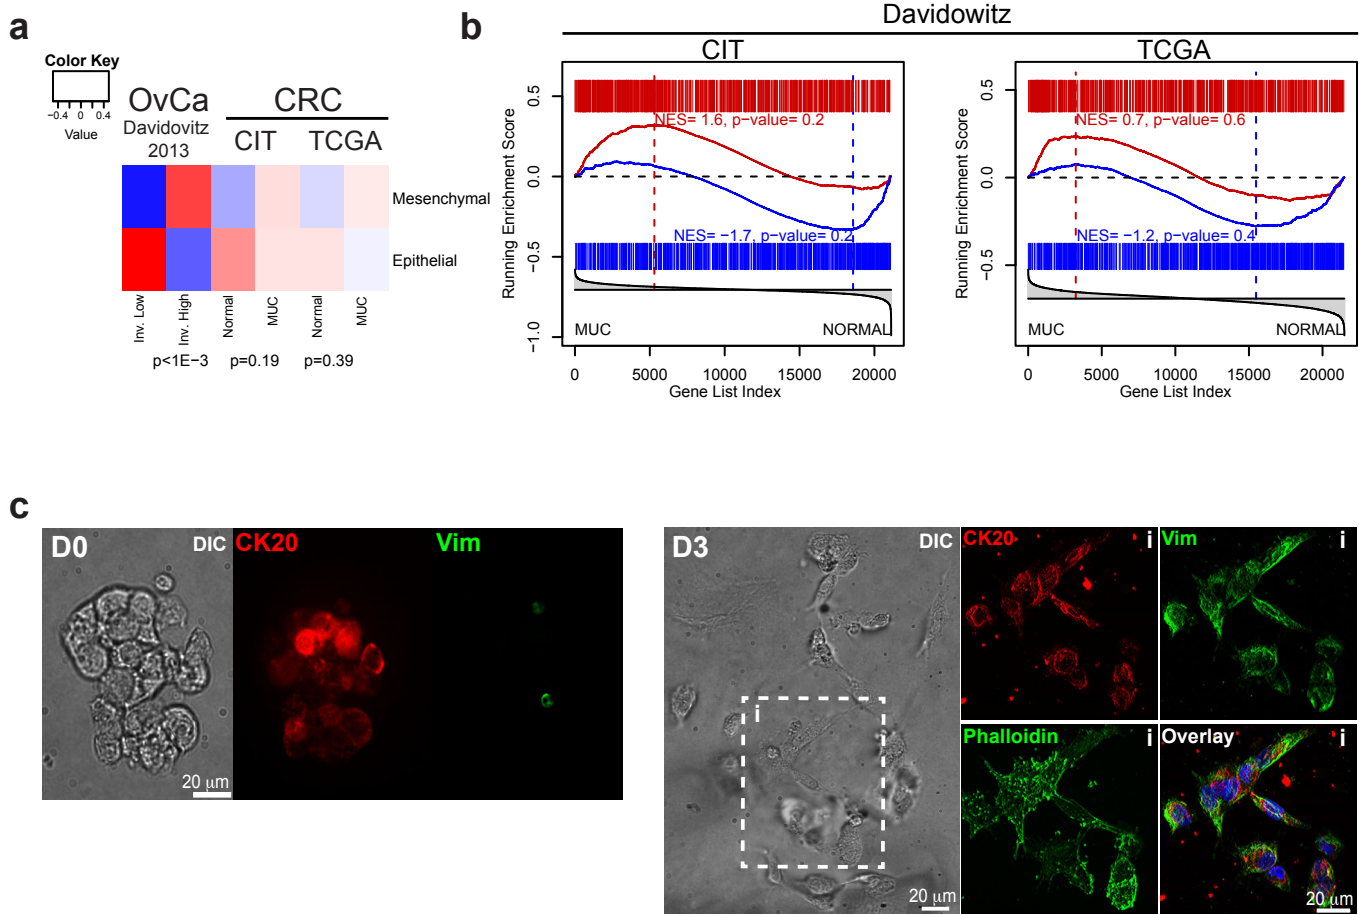 a
Color Key
−0.4 0 0.4
Value
OvCa
Davidovitz
2013
CRC
CIT TCGA
Mesenchymal
Epithelial
Inv. Low
Inv. High
Normal
MUC
Normal
MUC
p<1E−3 p=0.19 p=0.39
b
Davidowitz
CIT
Running Enrichment Score
0.5
0.0
−0.5
−1.0
NES= 1.6, p−value= 0.2
NES= −1.7, p−value= 0.2
MUC NORMAL
0 5000 10000 15000 20000
Gene List Index
TCGA
Running Enrichment Score
0.5
0.0
−0.5
NES= 0.7, p−value= 0.6
NES= −1.2, p−value= 0.4
MUC NORMAL
0 5000 10000 15000 20000
Gene List Index
c
D0 DIC CK20 Vim
20 µm
D3 DIC
i
20 µm
CK20 i
Vim i
Phalloidin i
Overlay i
20 µm